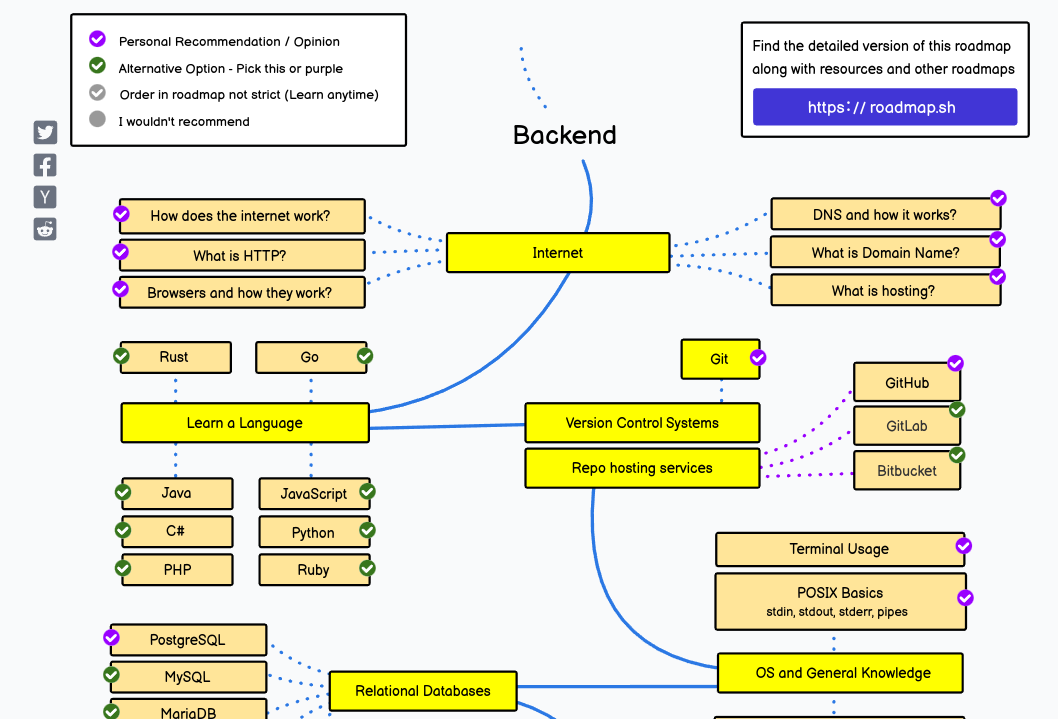 Personal Recommendation / Opinion
Alternative Option - Pick this or purple
Order in roadmap not strict (Learn anytime)
I wouldn't recommend
Find the detailed version of this roadmap
along with resources and other roadmaps
https://roadmap.sh
Backend
How does the internet work?
What is HTTP?
Browsers and how they work?
Internet
DNS and how it works?
What is Domain Name?
What is hosting?
Rust
Go
Learn a Language
Java
JavaScript
C#
Python
PHP
Ruby
Git
Version Control Systems
Repo hosting services
GitHub
GitLab
Bitbucket
Terminal Usage
POSIX Basics
stdin, stdout, stderr, pipes
OS and General Knowledge
PostgreSQL
MySQL
MariaDB
Relational Databases